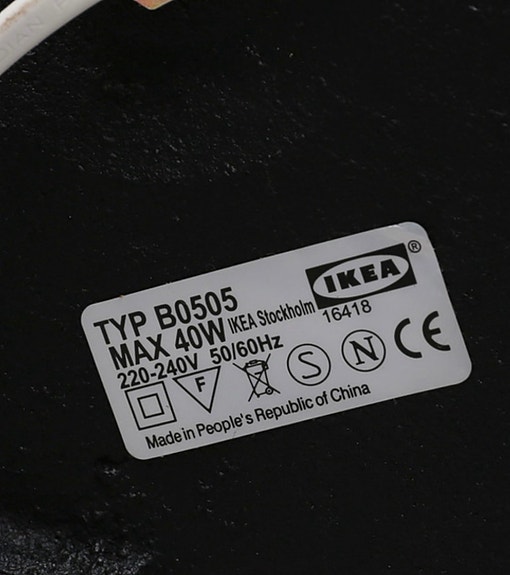 IKEA®
TYP B0505
MAX 40W IKEA Stockholm 16418
220-240V 50/60Hz
F S N CE
Made in People's Republic of China